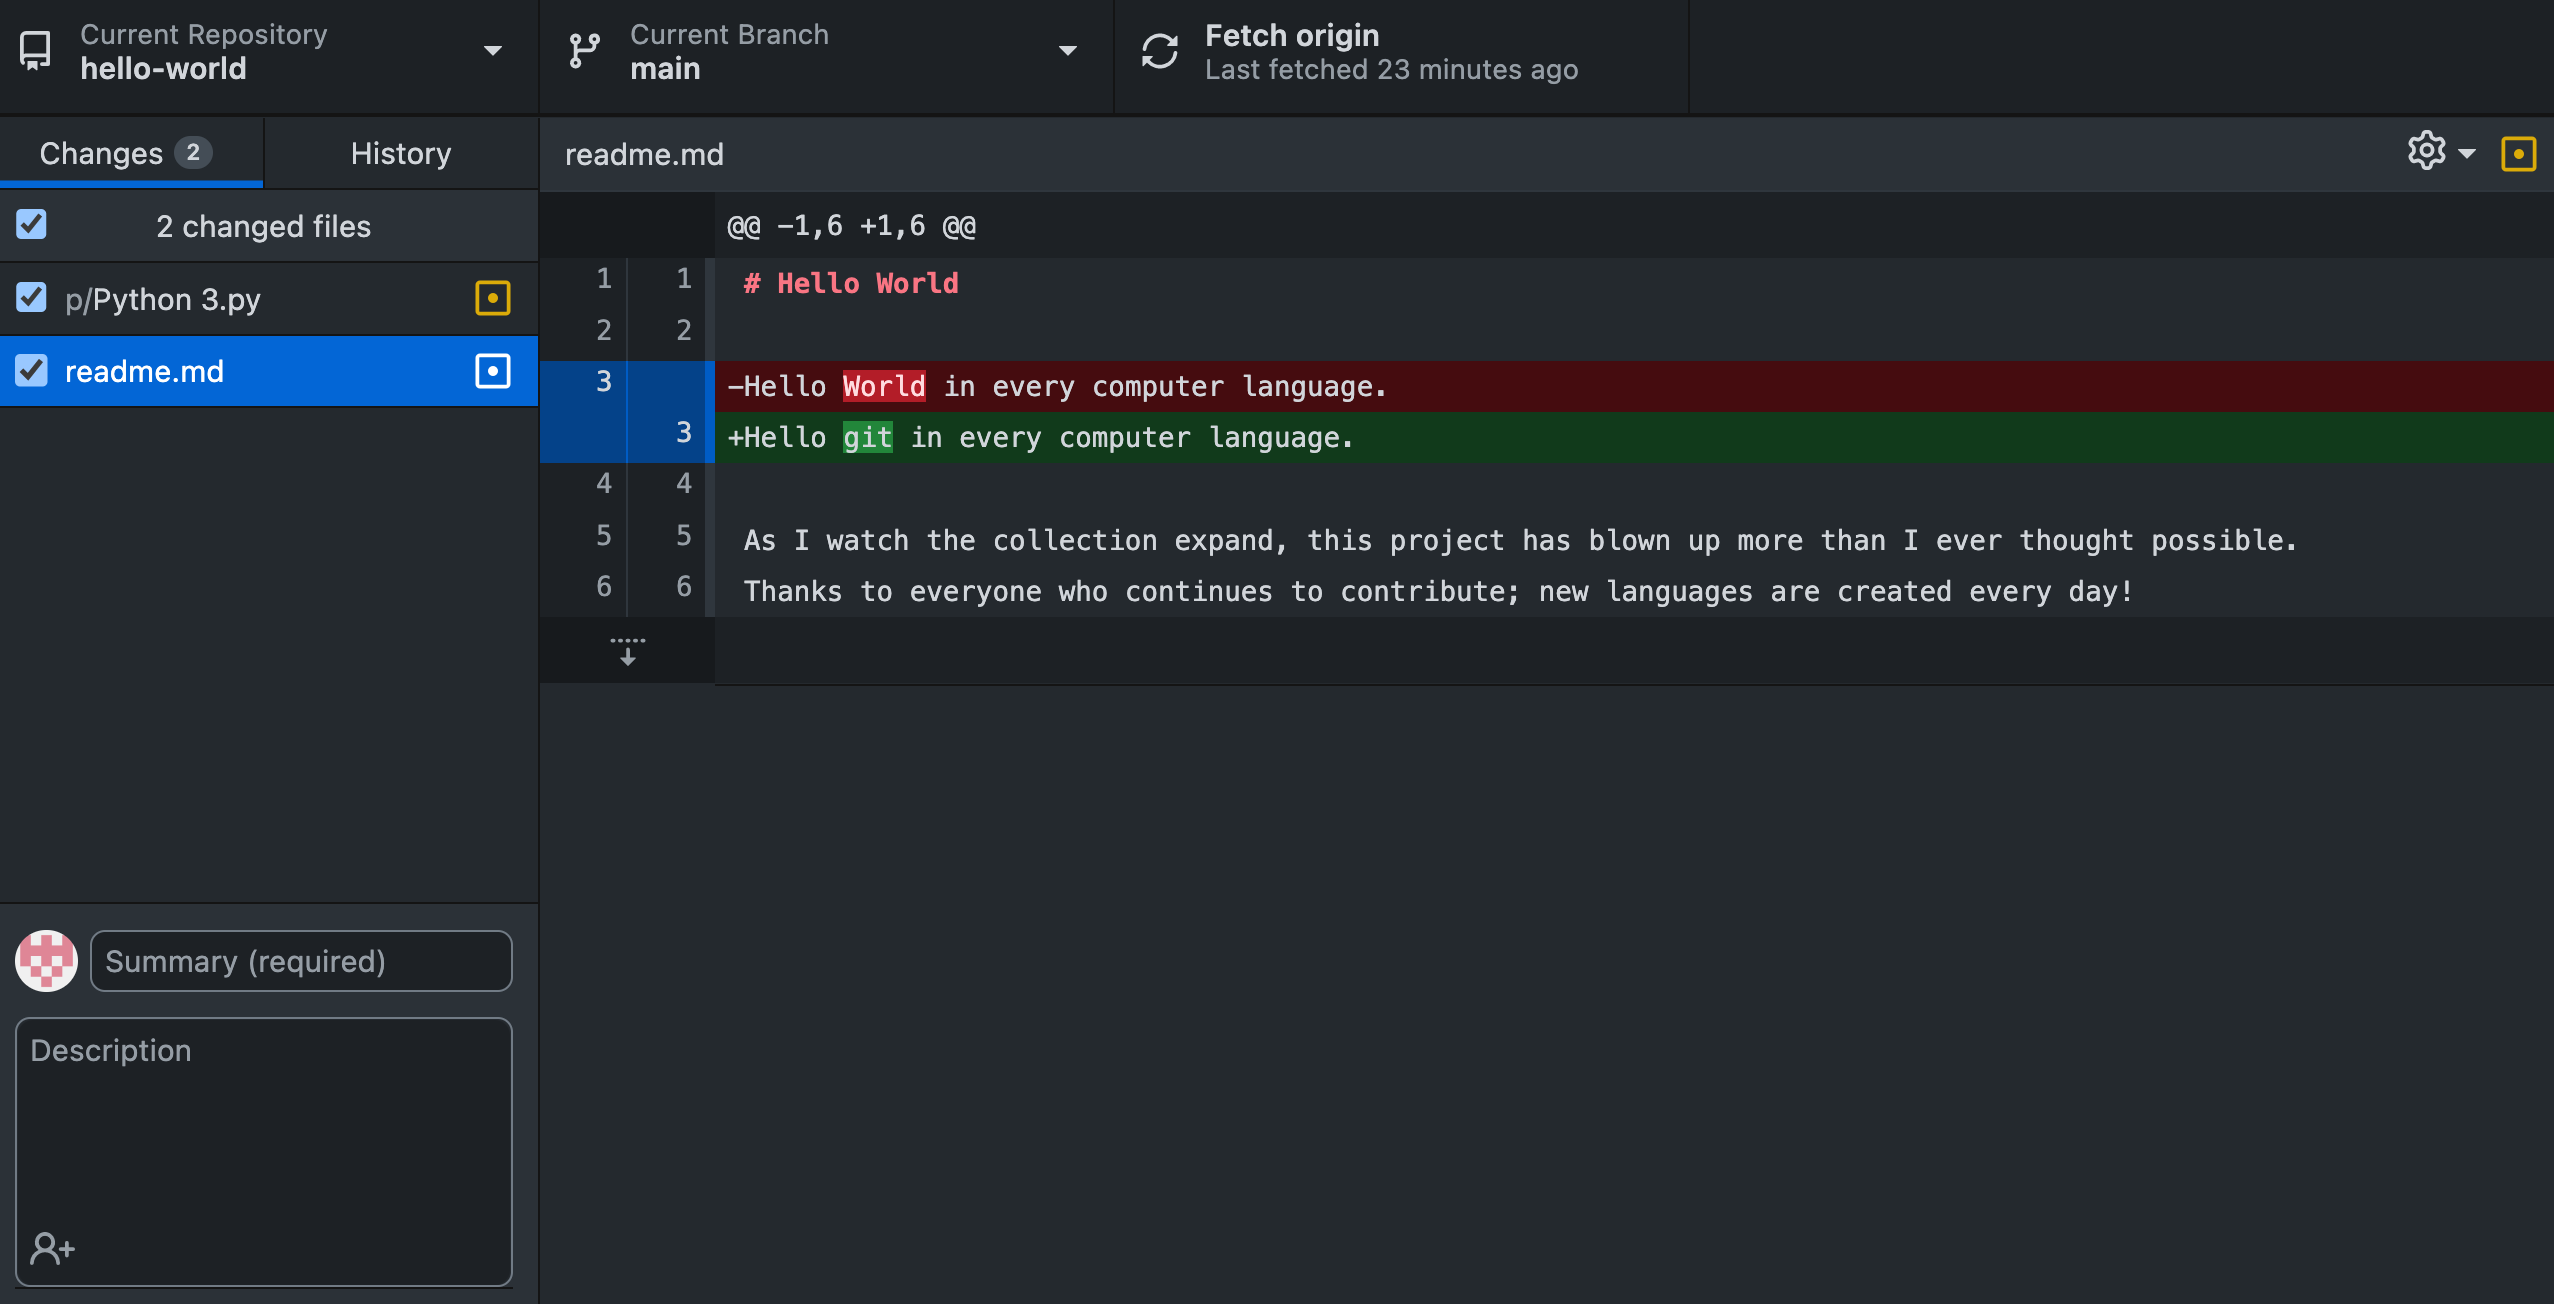 Current Repository
hello-world
Current Branch
main
Fetch origin
Last fetched 23 minutes ago
Changes 2
History
readme.md
2 changed files
p/Python 3.py
readme.md
@@ -1,6 +1,6 @@
1 1 # Hello World
2 2
3 -Hello World in every computer language.
3 +Hello git in every computer language.
4 4
5 5 As I watch the collection expand, this project has blown up more than I ever thought possible.
6 6 Thanks to everyone who continues to contribute; new languages are created every day!
Summary (required)
Description